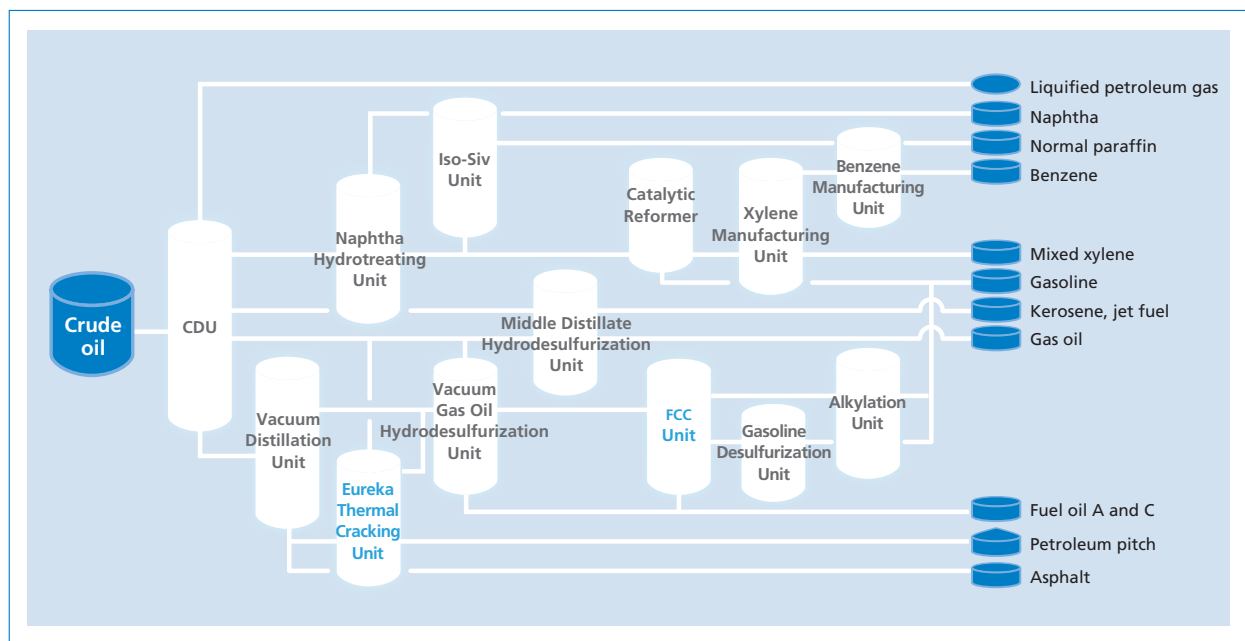 Liquified petroleum gas
Naphtha
Normal paraffin
Benzene
Iso-Siv
Unit
Benzene
Manufacturing
Unit
Catalytic
Reformer
Xylene
Manufacturing
Unit
Naphtha
Hydrotreating
Unit
Mixed xylene
Gasoline
Kerosene, jet fuel
Gas oil
Crude
oil
CDU
Middle Distillate
Hydrodesulfurization
Unit
Vacuum
Distillation
Unit
Vacuum
Gas Oil
Hydrodesulfurization
Unit
FCC
Unit
Gasoline
Desulfurization
Unit
Alkylation
Unit
Eureka
Thermal
Cracking
Unit
Fuel oil A and C
Petroleum pitch
Asphalt